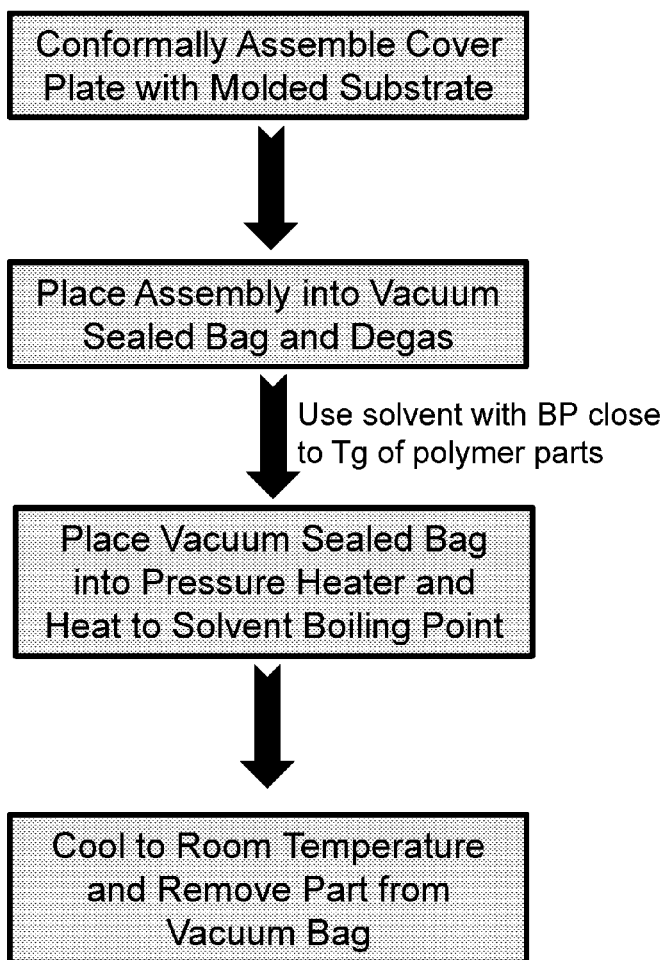 Conformally Assemble Cover
Plate with Molded Substrate
Place Assembly into Vacuum
Sealed Bag and Degas
Use solvent with BP close
to Tg of polymer parts
Place Vacuum Sealed Bag
into Pressure Heater and
Heat to Solvent Boiling Point
Cool to Room Temperature
and Remove Part from
Vacuum Bag